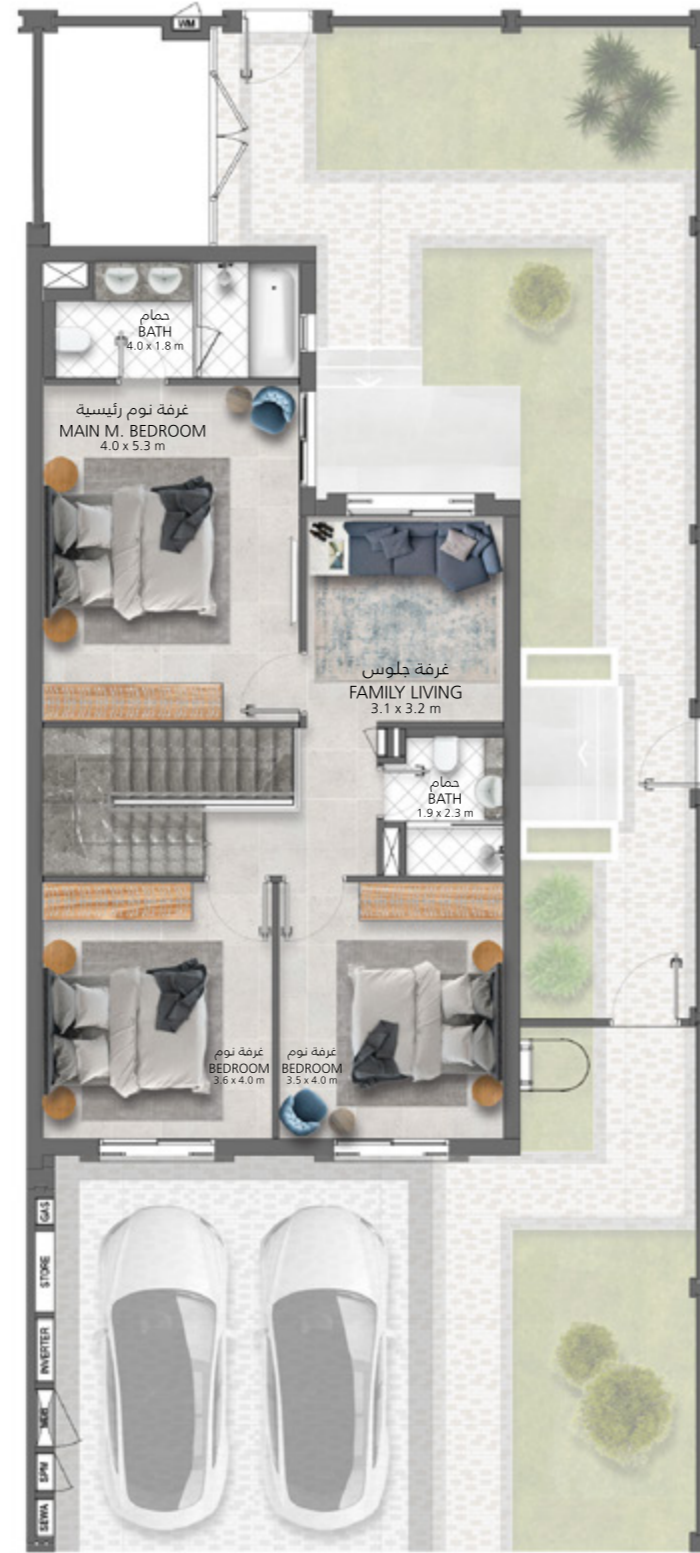 WM
حمام
BATH
4.0 x 1.8 m
غرفة نوم رئيسية
MAIN M. BEDROOM
4.0 x 5.3 m
غرفة جلوس
FAMILY LIVING
3.1 x 3.2 m
حمام
BATH
1.9 x 2.3 m
غرفة نوم
BEDROOM
3.6 x 4.0 m
غرفة نوم
BEDROOM
3.5 x 4.0 m
GAS
STORE
INVERTER
SPM
SEWA